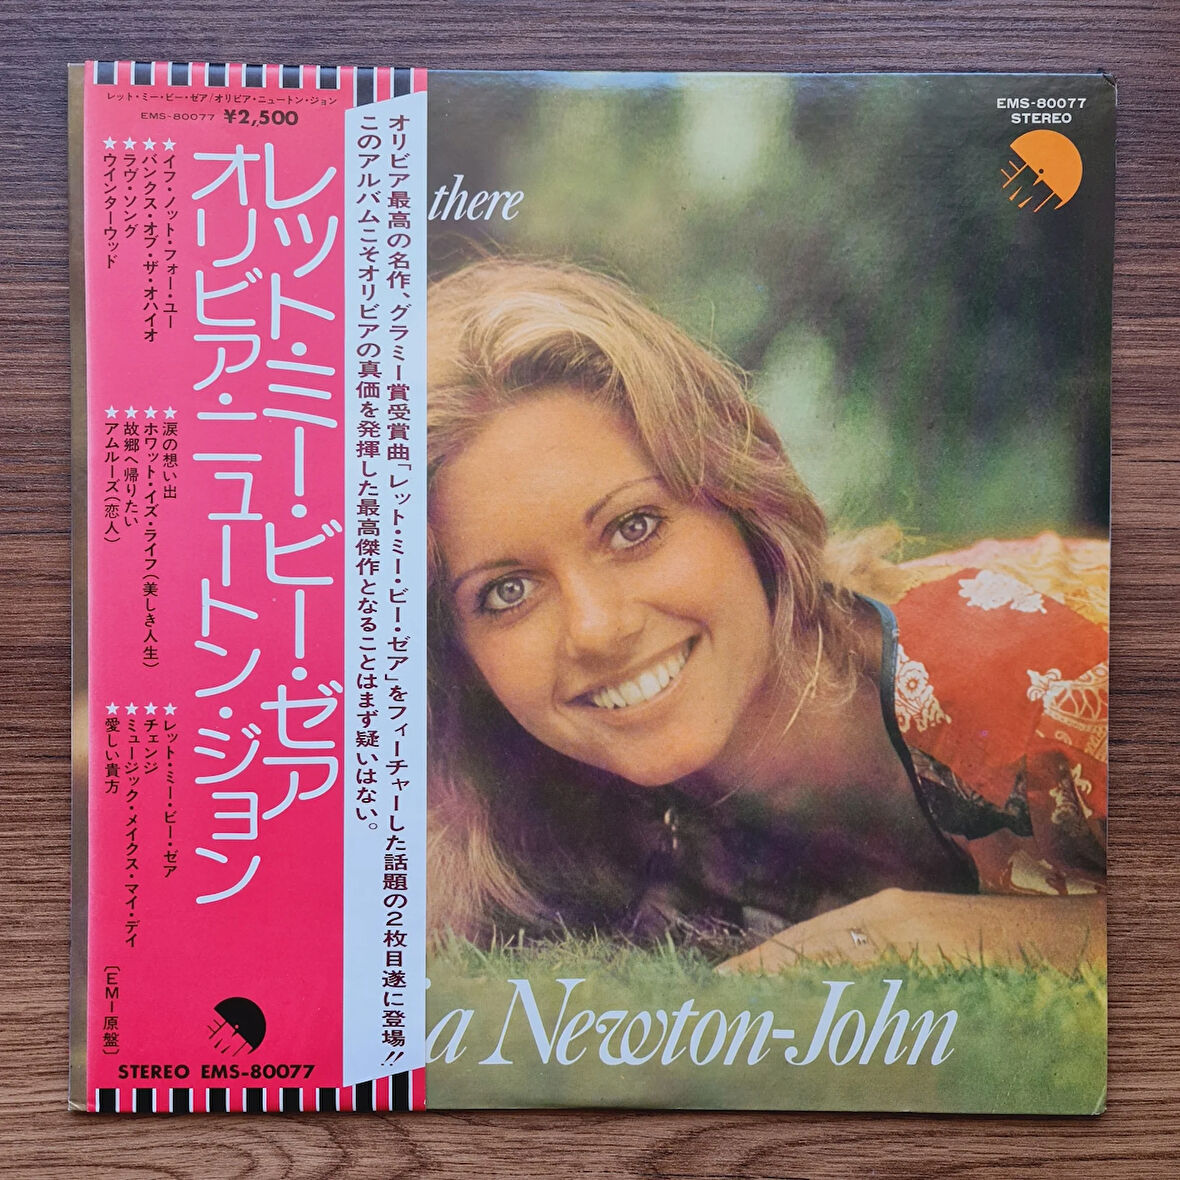 レット・ミー・ビー・ゼア/オリビア・ニュートン・ジョン
EMS-80077 ¥2,500
レット・ミー・ビー・ゼア
オリビア・ニュートン・ジョン
★イフ・ノット・フォー・ユー
★バンクス・オブ・ザ・オハイオ
★ラヴ・ソング
★ウインターウッド
★涙の想い出
★ホワット・イズ・ライフ(美しき人生)
★故郷へ帰りたい
★アムルーズ(恋人)
★レット・ミー・ビー・ゼア
★チェンジ
★ミュージック・メイクス・マイ・デイ
★愛しい貴方
[EMI原盤]
STEREO EMS-80077
オリビア最高の名作、グラミー賞受賞曲「レット・ミー・ビー・ゼア」をフィーチャーした話題の2枚目遂に登場!!
このアルバムこそオリビアの真価を発揮した最高傑作となることはまず疑いはない。
there
EMS-80077
STEREO
ia Newton-John